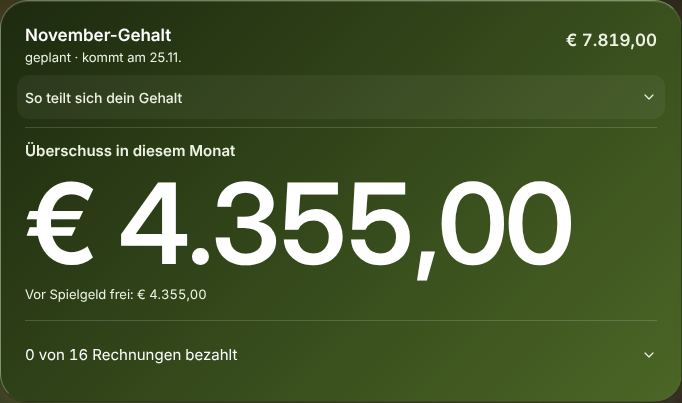 November-Gehalt
€ 7.819,00
geplant · kommt am 25.11.
So teilt sich dein Gehalt
Überschuss in diesem Monat
€ 4.355,00
Vor Spielgeld frei: € 4.355,00
0 von 16 Rechnungen bezahlt